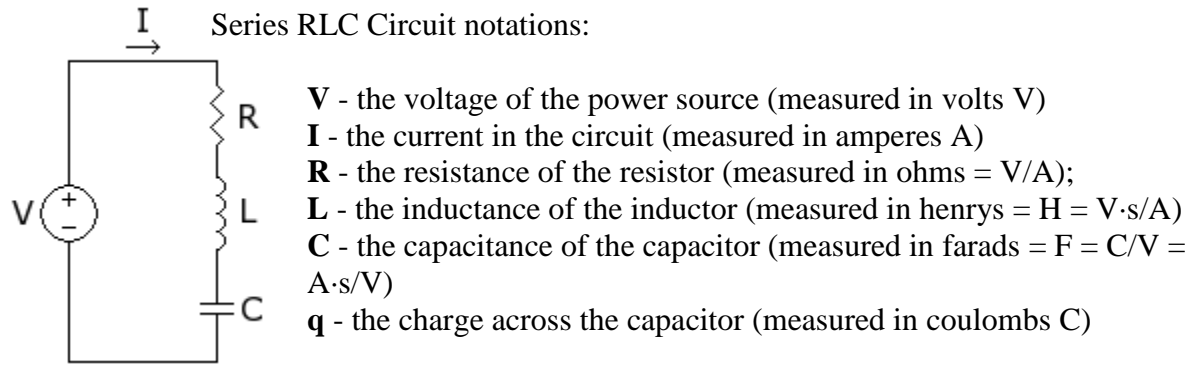 I
Series RLC Circuit notations:
R
L
C
V
+
−
V - the voltage of the power source (measured in volts V)
I - the current in the circuit (measured in amperes A)
R - the resistance of the resistor (measured in ohms = V/A);
L - the inductance of the inductor (measured in henrys = H = V·s/A)
C - the capacitance of the capacitor (measured in farads = F = C/V =
A·s/V)
q - the charge across the capacitor (measured in coulombs C)